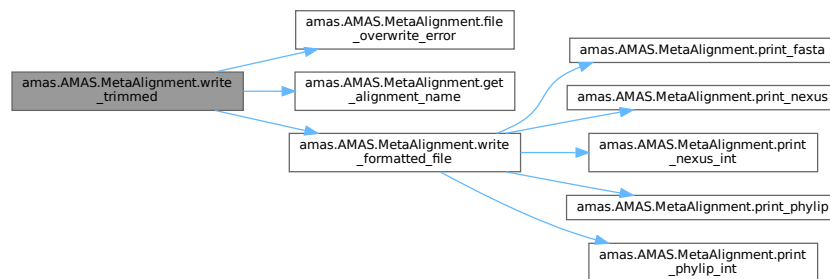 amas.AMAS.MetaAlignment.write
_trimmed
amas.AMAS.MetaAlignment.file
_overwrite_error
amas.AMAS.MetaAlignment.get
_alignment_name
amas.AMAS.MetaAlignment.write
_formatted_file
amas.AMAS.MetaAlignment.print_fasta
amas.AMAS.MetaAlignment.print_nexus
amas.AMAS.MetaAlignment.print
_nexus_int
amas.AMAS.MetaAlignment.print_phylip
amas.AMAS.MetaAlignment.print
_phylip_int